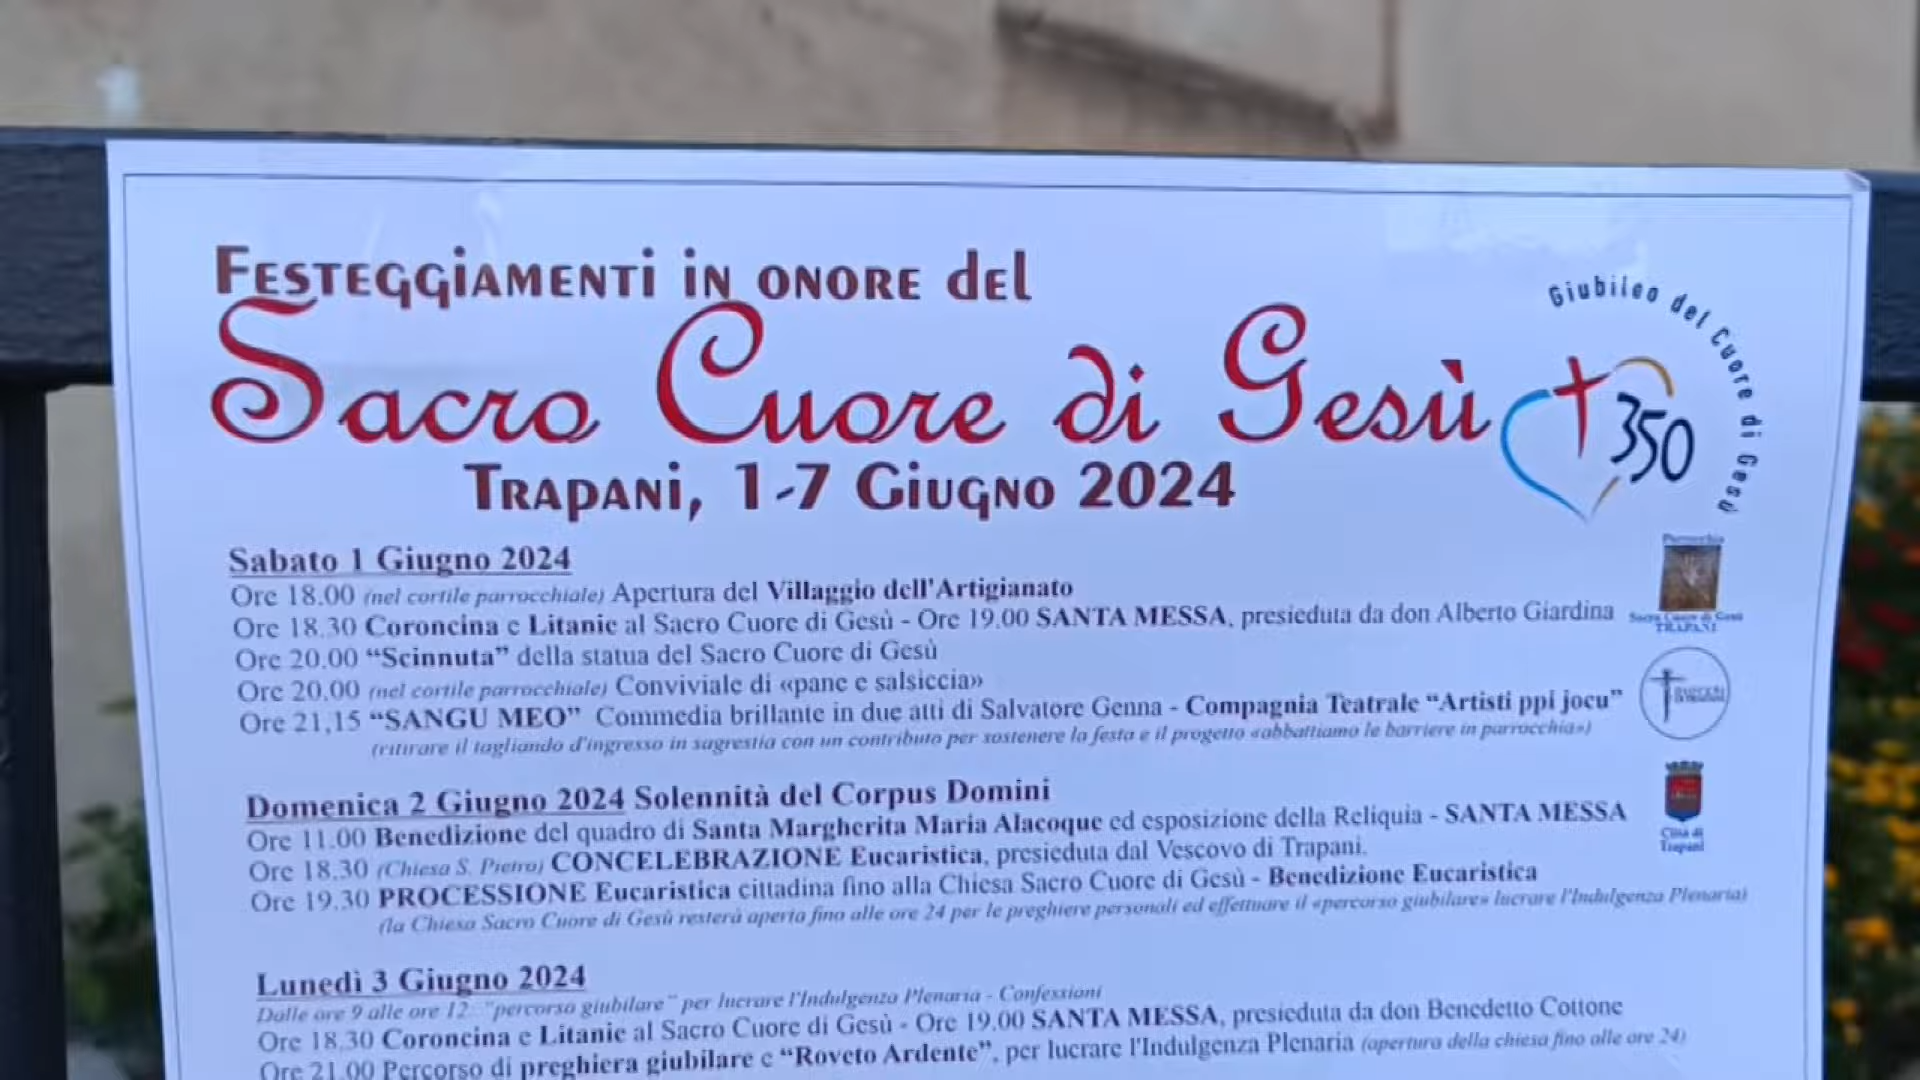 Festeggiamenti in onore del
Sacro Cuore di Gesù
Trapani, 1-7 Giugno 2024
Giubileo del Cuore di Gesù
350
Sabato 1 Giugno 2024
Ore 18.00 (nel cortile parrocchiale) Apertura del Villaggio dell'Artigianato
Ore 18.30 Coroncina e Litanie al Sacro Cuore di Gesù - Ore 19.00 SANTA MESSA, presieduta da don Alberto Giardina
Ore 20.00 “Scinnuta” della statua del Sacro Cuore di Gesù
Ore 20,00 (nel cortile parrocchiale) Conviviale di «pane e salsiccia»
Ore 21,15 “SANGU MEO” Commedia brillante in due atti di Salvatore Genna - Compagnia Teatrale “Artisti ppi jocu”
(ritirare il tagliando d'ingresso in sagrestia con un contributo per sostenere la festa e il progetto «abbattiamo le barriere in parrocchia»)
Parrocchia
Sacro Cuore di Gesù
TRAPANI
Domenica 2 Giugno 2024 Solennità del Corpus Domini
Ore 11.00 Benedizione del quadro di Santa Margherita Maria Alacoque ed esposizione della Reliquia - SANTA MESSA
Ore 18.30 (Chiesa S. Pietro) CONCELEBRAZIONE Eucaristica, presieduta dal Vescovo di Trapani.
Ore 19.30 PROCESSIONE Eucaristica cittadina fino alla Chiesa Sacro Cuore di Gesù - Benedizione Eucaristica
(la Chiesa Sacro Cuore di Gesù resterà aperta fino alle ore 24 per le preghiere personali ed effettuare il «percorso giubilare» lucrare l'Indulgenza Plenaria)
Città di
Trapani
Lunedì 3 Giugno 2024
Dalle ore 9 alle ore 12: "percorso giubilare" per lucrare l'Indulgenza Plenaria - Confessioni
Ore 18,30 Coroncina e Litanie al Sacro Cuore di Gesù - Ore 19,00 SANTA MESSA, presieduta da don Benedetto Cottone
Ore 21,00 Percorso di preghiera giubilare e “Roveto Ardente”, per lucrare l'Indulgenza Plenaria (apertura della chiesa fino alle ore 24)